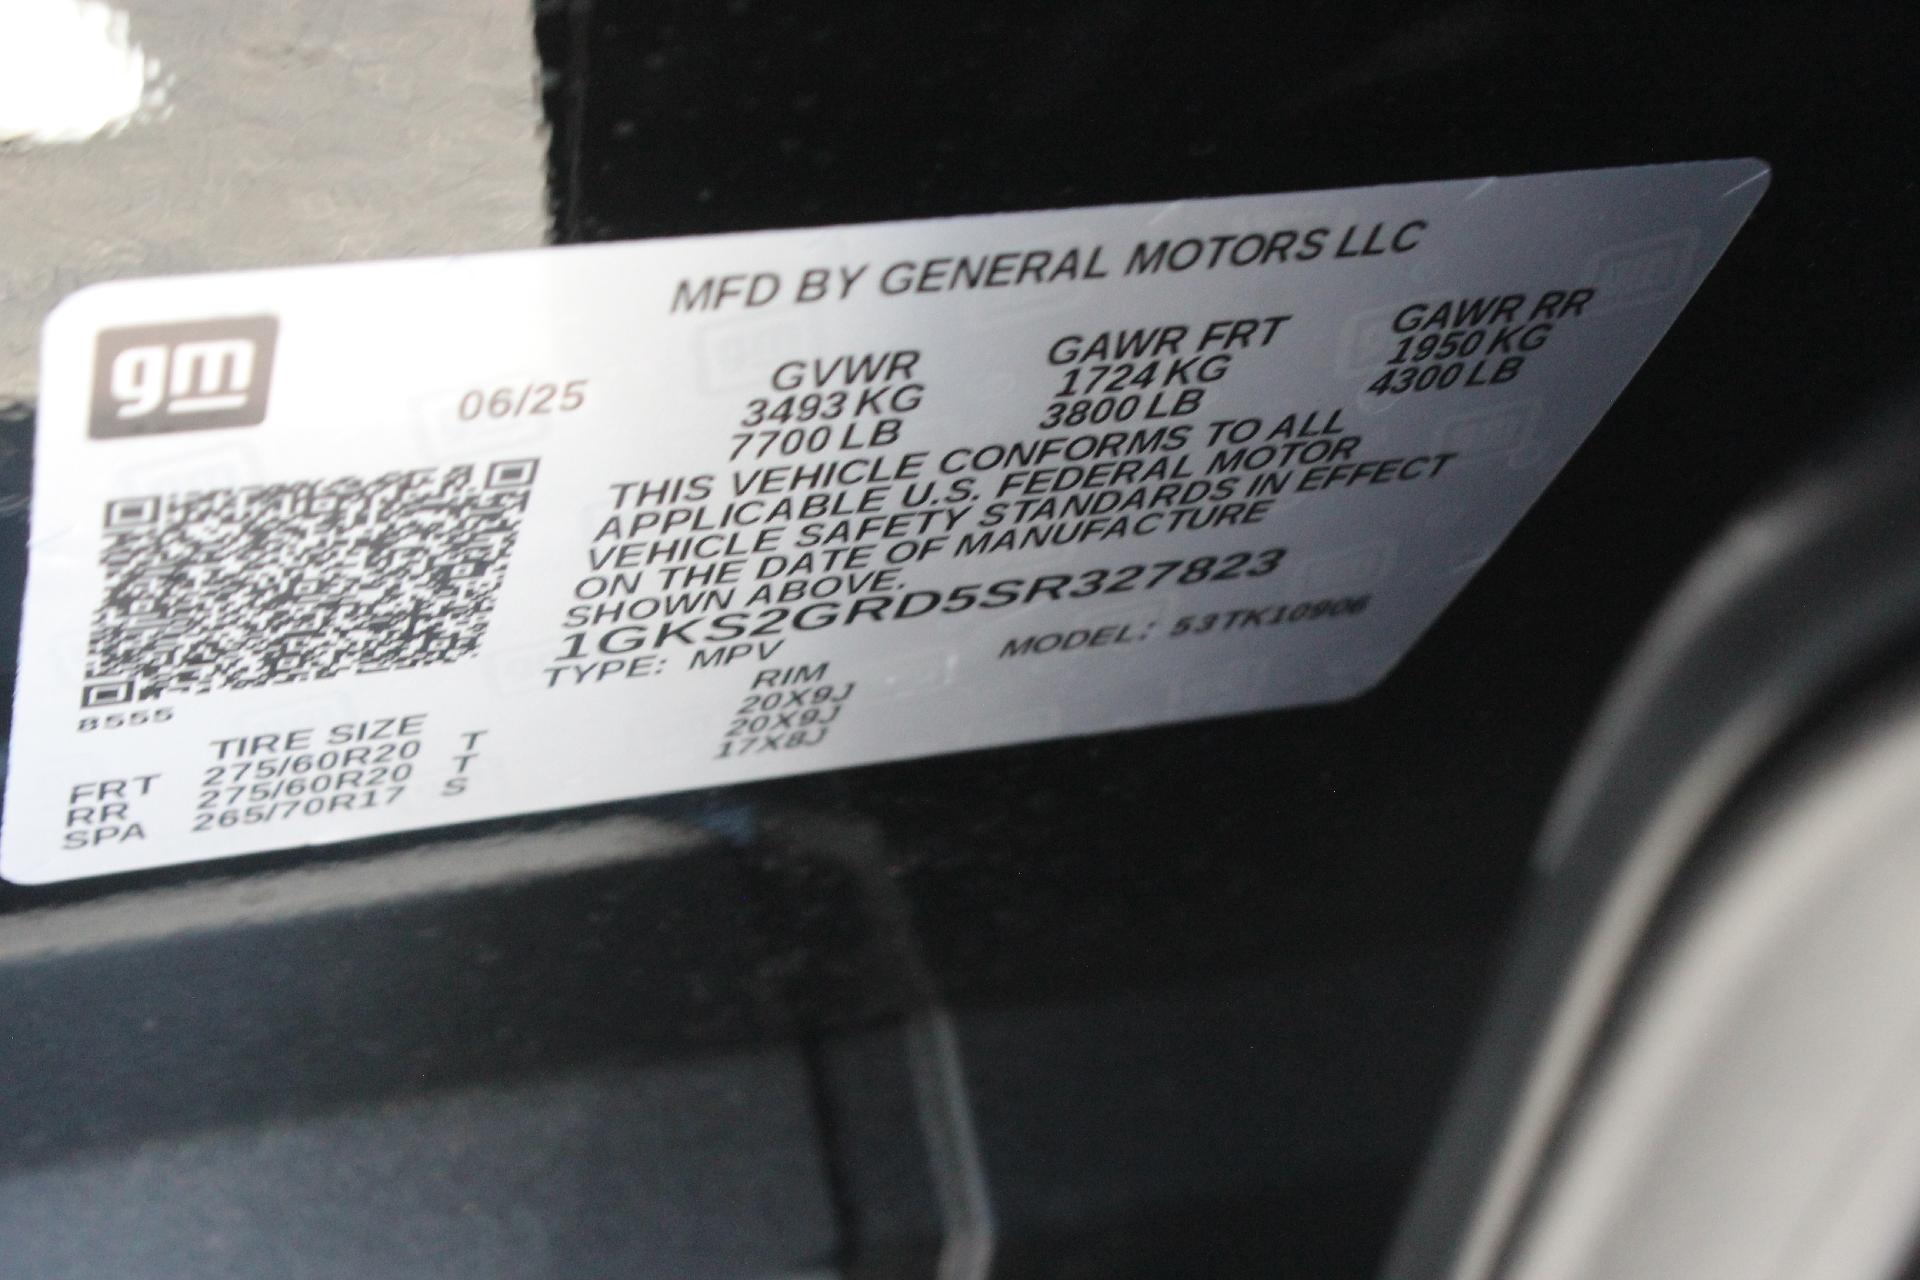 MFD BY GENERAL MOTORS LLC
gm
06/25
GVWR GAWR FRT GAWR RR
3493 KG 1724 KG 1950 KG
7700 LB 3800 LB 4300 LB
THIS VEHICLE CONFORMS TO ALL
APPLICABLE U.S. FEDERAL MOTOR
VEHICLE SAFETY STANDARDS IN EFFECT
ON THE DATE OF MANUFACTURE
SHOWN ABOVE.
1GKS2GRD5SR327823
TYPE: MPV MODEL: 53TK10906
8555
TIRE SIZE RIM
FRT 275/60R20 T 20X9J
RR 275/60R20 T 20X9J
SPA 265/70R17 S 17X8J